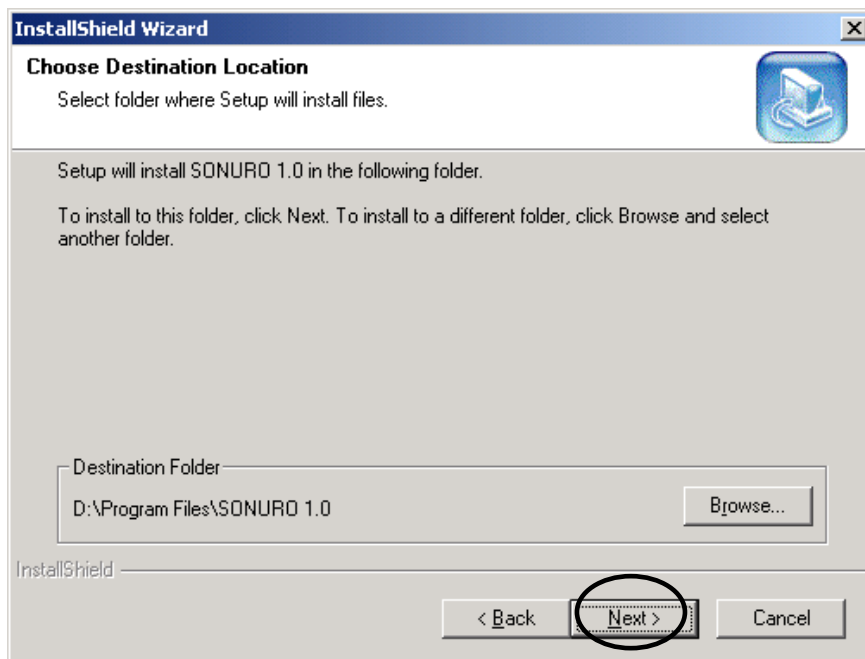 InstallShield Wizard
Choose Destination Location
Select folder where Setup will install files.
Setup will install SONURO 1.0 in the following folder.
To install to this folder, click Next. To install to a different folder, click Browse and select
another folder.
Destination Folder
D:\Program Files\SONURO 1.0
Browse...
InstallShield
< Back
Next >
Cancel